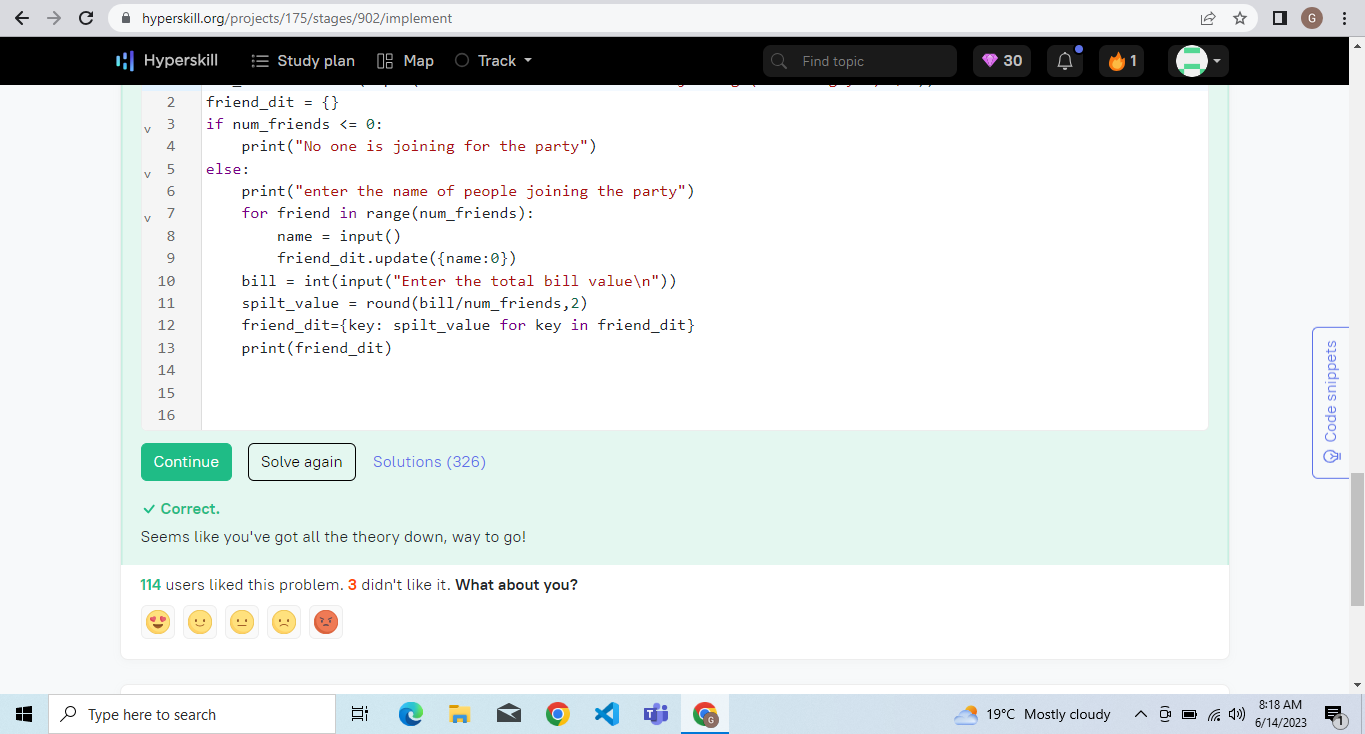 hyperskill.org/projects/175/stages/902/implement
G
Hyperskill
Study plan
Map
Track
Find topic
30
1
2 friend_dit = {}
v 3 if num_friends <= 0:
4 print("No one is joining for the party")
v 5 else:
6 print("enter the name of people joining the party")
v 7 for friend in range(num_friends):
8 name = input()
9 friend_dit.update({name:0})
10 bill = int(input("Enter the total bill value\n"))
11 spilt_value = round(bill/num_friends,2)
12 friend_dit={key: spilt_value for key in friend_dit}
13 print(friend_dit)
14
15
16
Code snippets
Continue
Solve again
Solutions (326)
Correct.
Seems like you've got all the theory down, way to go!
114 users liked this problem. 3 didn't like it. What about you?
Type here to search
G
19°C Mostly cloudy
8:18 AM
6/14/2023
1